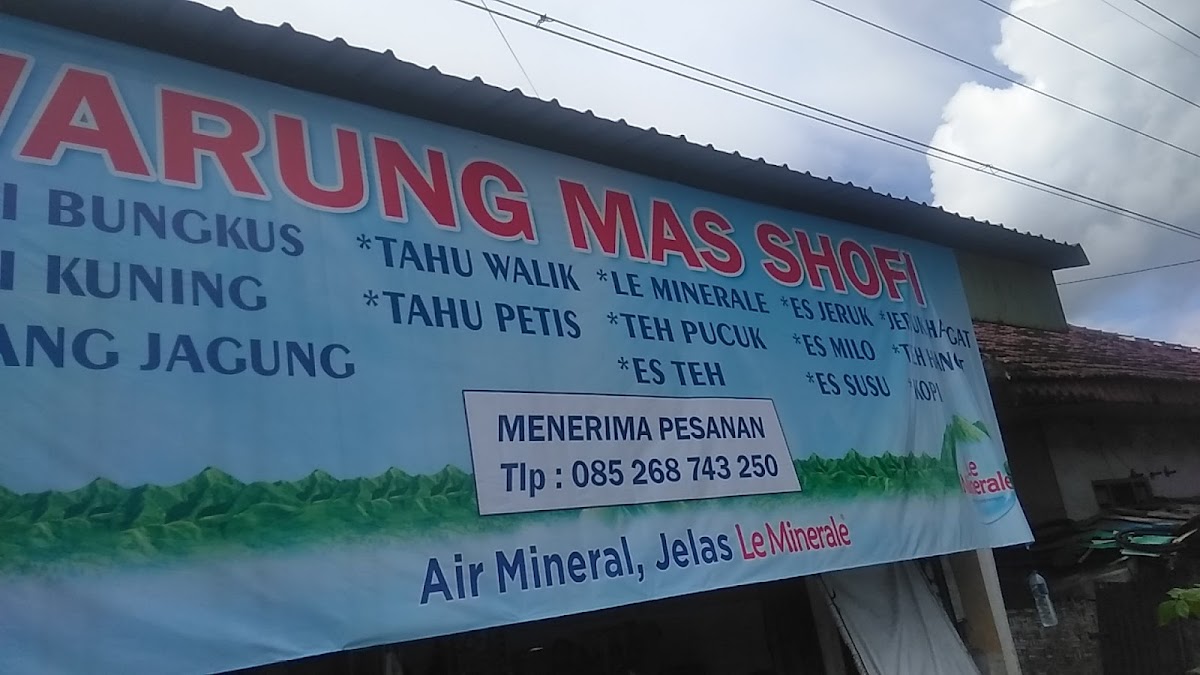 WARUNG MAS SHOFI
I BUNGKUS
I KUNING
ANG JAGUNG
*TAHU WALIK
*TAHU PETIS
*LE MINERALE
*TEH PUCUK
*ES TEH
*ES JERUK
*ES MILO
*ES SUSU
*KOPI
MENERIMA PESANAN
Tlp : 085 268 743 250
Le Minerale
Air Mineral, Jelas Le Minerale